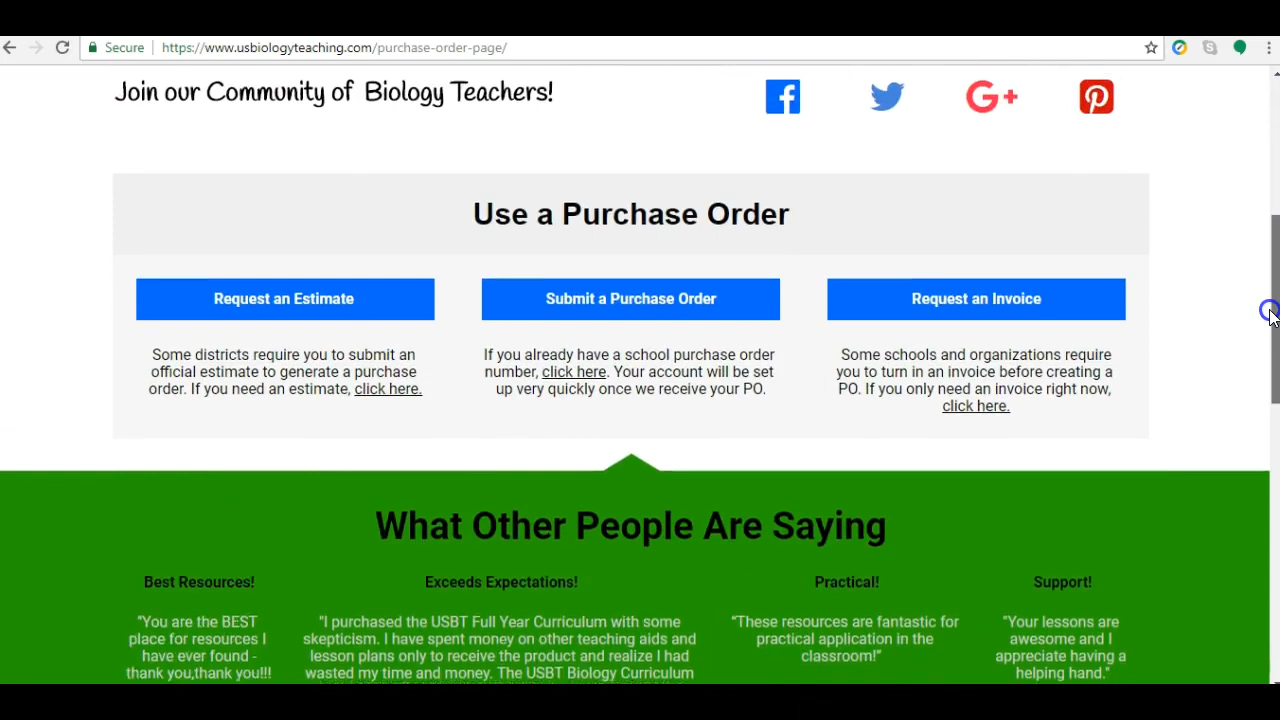 Secure https://www.usbiologyteaching.com/purchase-order-page/
Join our Community of Biology Teachers!
Use a Purchase Order
Request an Estimate
Some districts require you to submit an
official estimate to generate a purchase
order. If you need an estimate, click here.
Submit a Purchase Order
If you already have a school purchase order
number, click here. Your account will be set
up very quickly once we receive your PO.
Request an Invoice
Some schools and organizations require
you to turn in an invoice before creating a
PO. If you only need an invoice right now,
click here.
What Other People Are Saying
Best Resources!
"You are the BEST
place for resources I
have ever found -
thank you,thank you!!!
Exceeds Expectations!
"I purchased the USBT Full Year Curriculum with some
skepticism. I have spent money on other teaching aids and
lesson plans only to receive the product and realize I had
wasted my time and money. The USBT Biology Curriculum
Practical!
"These resources are fantastic for
practical application in the
classroom!"
Support!
"Your lessons are
awesome and I
appreciate having a
helping hand."